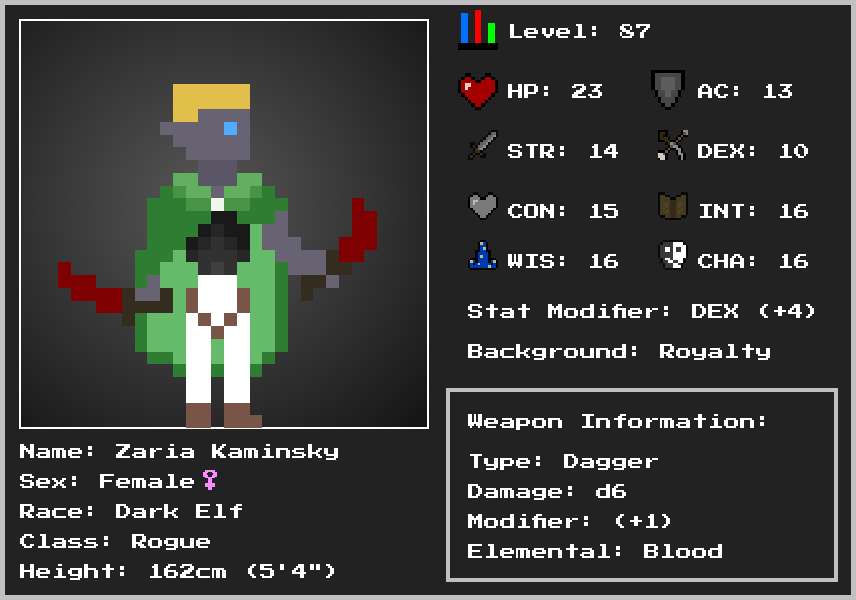 Level: 87
HP: 23
AC: 13
STR: 14
DEX: 10
CON: 15
INT: 16
WIS: 16
CHA: 16
Stat Modifier: DEX (+4)
Background: Royalty
Weapon Information:
Type: Dagger
Damage: d6
Modifier: (+1)
Elemental: Blood
Name: Zaria Kaminsky
Sex: Female♀
Race: Dark Elf
Class: Rogue
Height: 162cm (5'4")